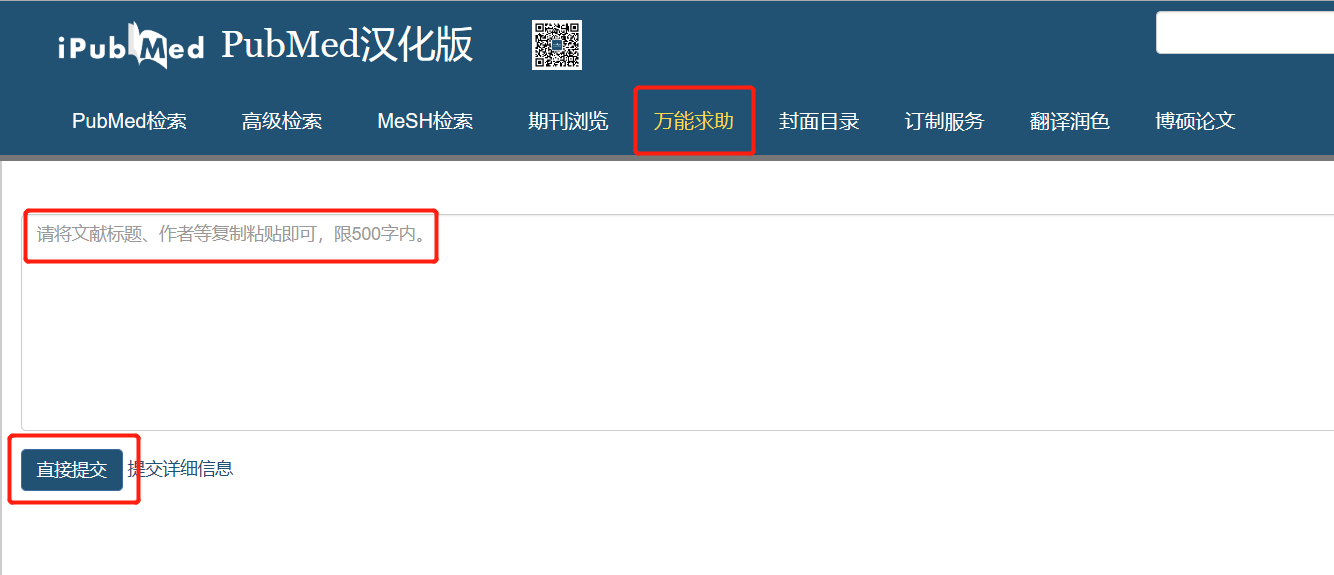 iPubMed PubMed汉化版
PubMed检索 高级检索 MeSH检索 期刊浏览 万能求助 封面目录 订制服务 翻译润色 博硕论文
请将文献标题、作者等复制粘贴即可，限500字内。
直接提交 提交详细信息